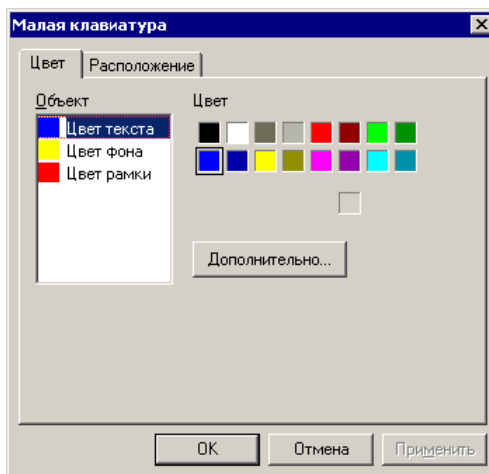 Малая клавиатура
Цвет Расположение
Объект Цвет
Цвет текста
Цвет фона
Цвет рамки
Дополнительно...
OK Отмена Применить